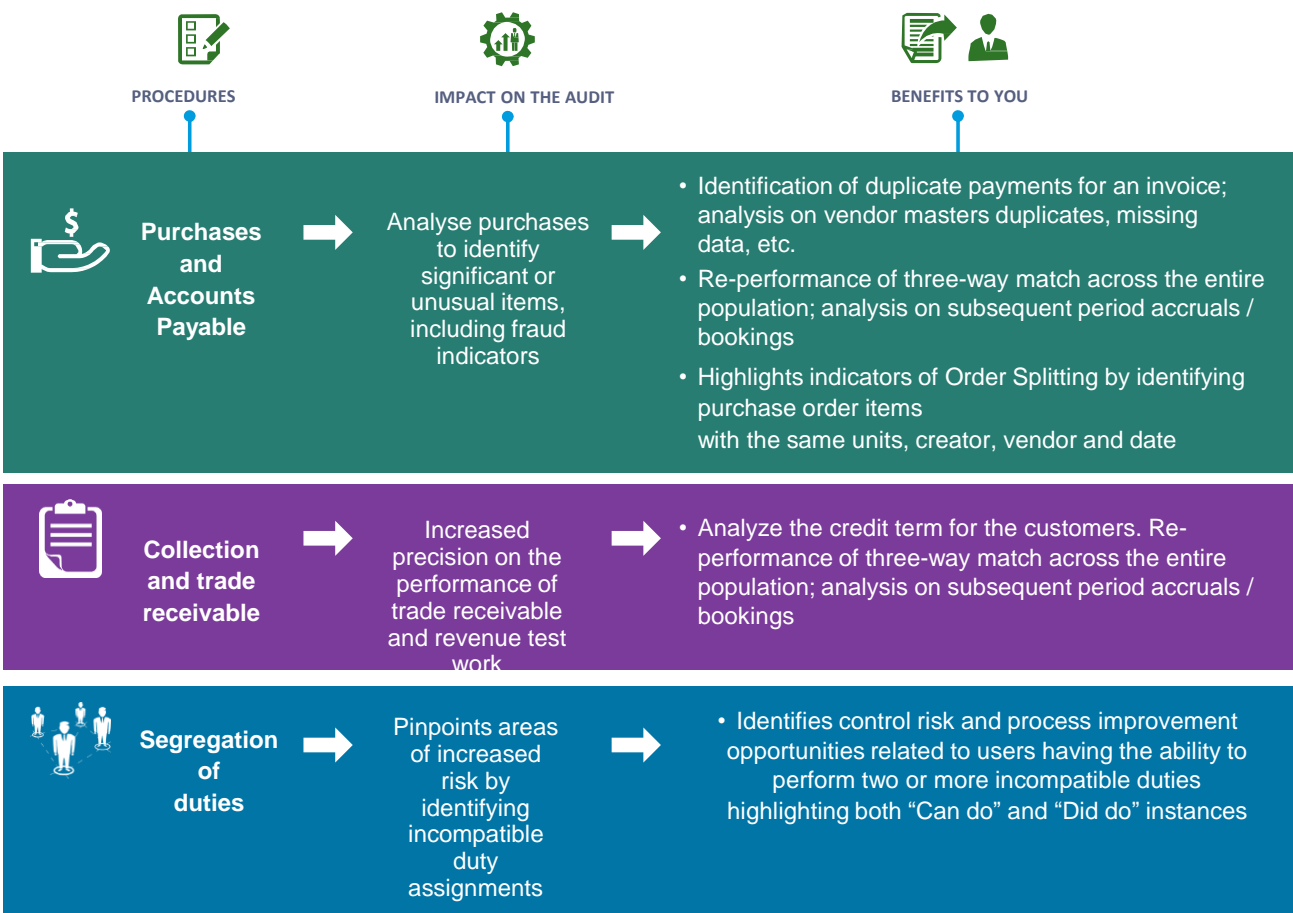 PROCEDURES
IMPACT ON THE AUDIT
BENEFITS TO YOU
$
Purchases
and
Accounts
Payable
Analyse purchases
to identify
significant or
unusual items,
including fraud
indicators
• Identification of duplicate payments for an invoice;
analysis on vendor masters duplicates, missing
data, etc.
• Re-performance of three-way match across the entire
population; analysis on subsequent period accruals /
bookings
• Highlights indicators of Order Splitting by identifying
purchase order items
with the same units, creator, vendor and date
Collection
and trade
receivable
Increased
precision on the
performance of
trade receivable
and revenue test
work
• Analyze the credit term for the customers. Re-
performance of three-way match across the entire
population; analysis on subsequent period accruals /
bookings
Segregation
of
duties
Pinpoints areas
of increased
risk by
identifying
incompatible
duty
assignments
• Identifies control risk and process improvement
opportunities related to users having the ability to
perform two or more incompatible duties
highlighting both “Can do” and “Did do” instances